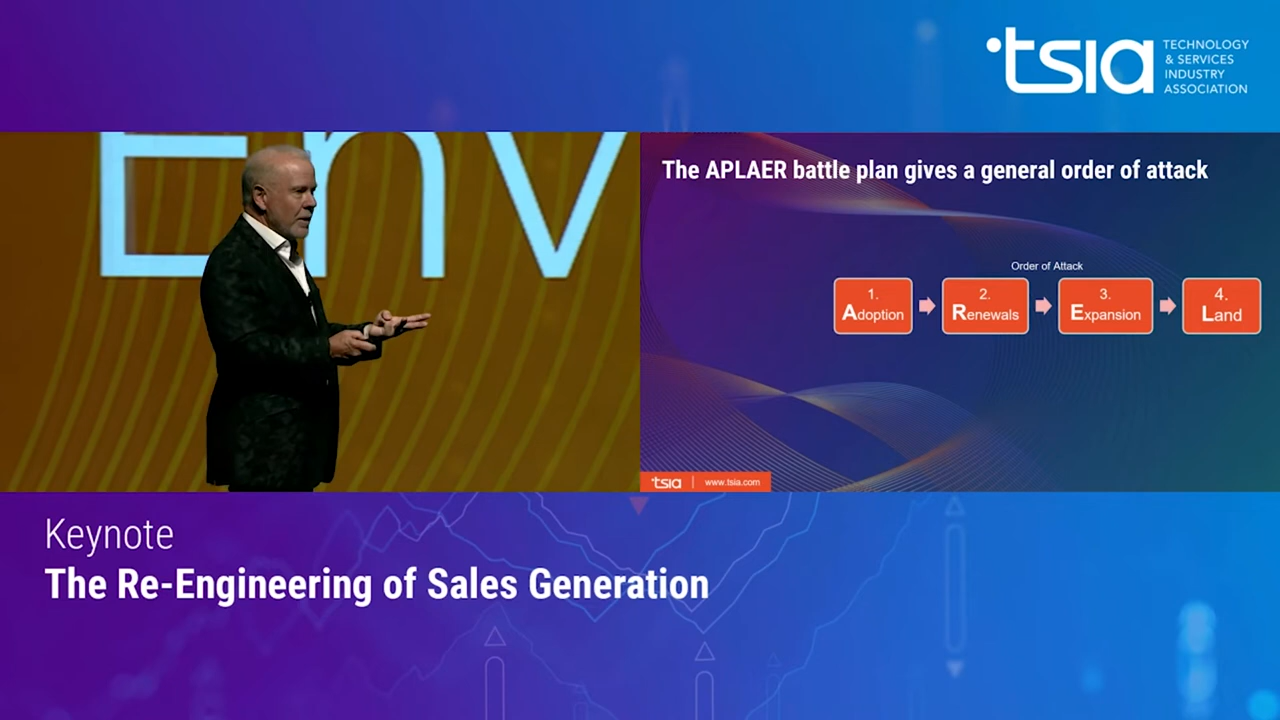 tsia
TECHNOLOGY
& SERVICES
INDUSTRY
ASSOCIATION
Env
The APLAER battle plan gives a general order of attack
Order of Attack
1.
Adoption
2.
Renewals
3.
Expansion
4.
Land
tsia | www.tsia.com
Keynote
The Re-Engineering of Sales Generation